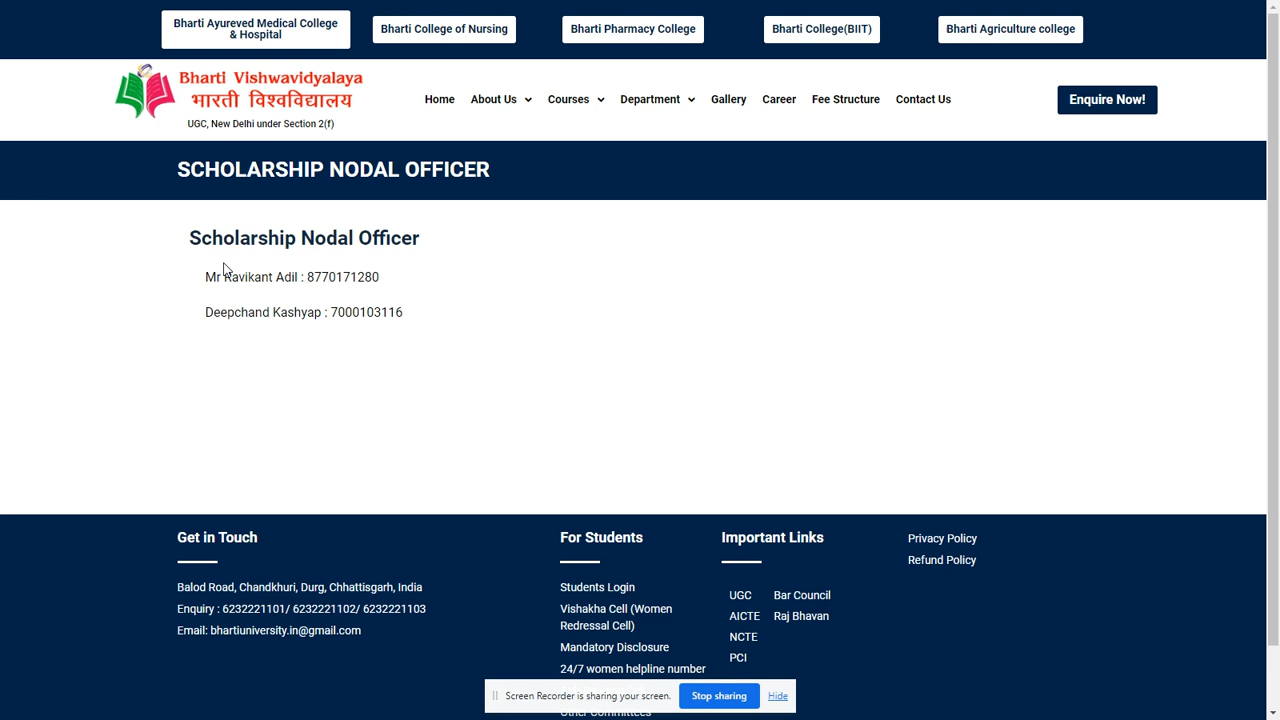 Bharti Ayureved Medical College
& Hospital
Bharti College of Nursing
Bharti Pharmacy College
Bharti College(BIIT)
Bharti Agriculture college
Bharti Vishwavidyalaya
भारती विश्वविद्यालय
UGC, New Delhi under Section 2(f)
Home About Us Courses Department Gallery Career Fee Structure Contact Us
Enquire Now!
SCHOLARSHIP NODAL OFFICER
Scholarship Nodal Officer
Mr Ravikant Adil : 8770171280
Deepchand Kashyap : 7000103116
Get in Touch
Balod Road, Chandkhuri, Durg, Chhattisgarh, India
Enquiry : 6232221101/ 6232221102/ 6232221103
Email: bhartiuniversity.in@gmail.com
For Students
Students Login
Vishakha Cell (Women
Redressal Cell)
Mandatory Disclosure
24/7 women helpline number
Other Committees
Important Links
UGC Bar Council
AICTE Raj Bhavan
NCTE
PCI
Privacy Policy
Refund Policy
Screen Recorder is sharing your screen. Stop sharing Hide